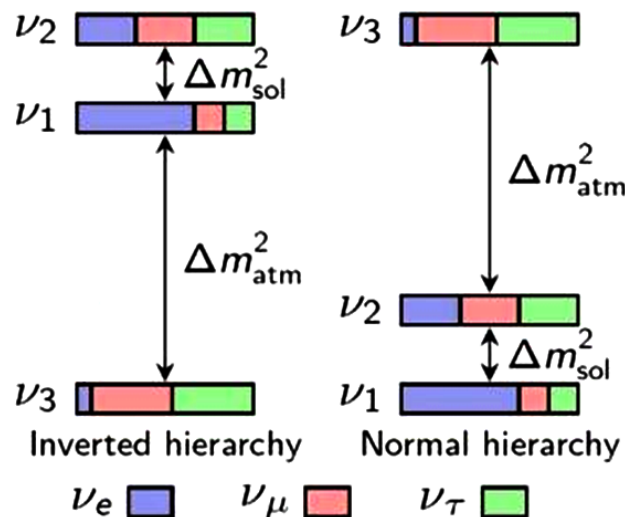 ν₂
Δm²sol
ν₁
Δm²atm
ν₃
Inverted hierarchy
ν₃
Δm²atm
ν₂
Δm²sol
ν₁
Normal hierarchy
νe νμ ντ